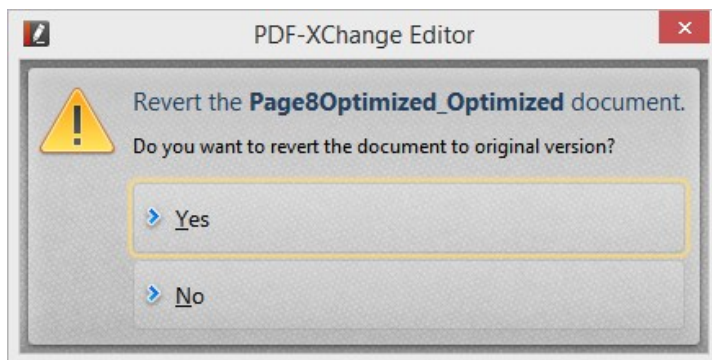 PDF-XChange Editor
Revert the Page8Optimized_Optimized document.
Do you want to revert the document to original version?
Yes
No